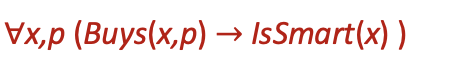 ∀x,p (Buys(x,p) → IsSmart(x) )